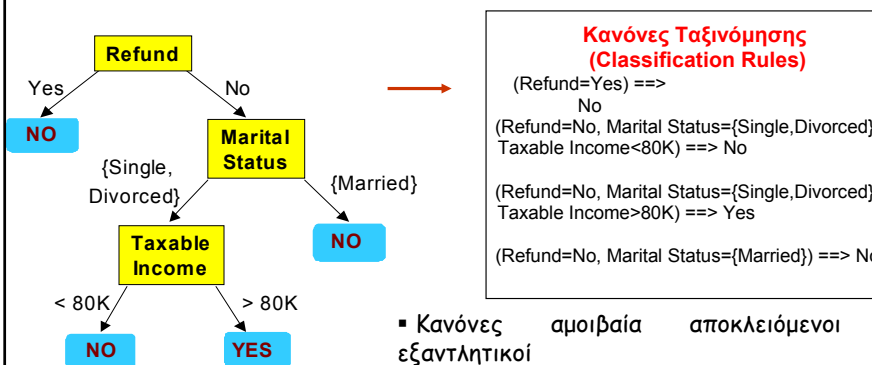 Refund
Yes
No
NO
Marital
Status
{Single,
Divorced}
{Married}
Taxable
Income
NO
< 80K
> 80K
NO
YES
Κανόνες Ταξινόμησης
(Classification Rules)
(Refund=Yes) ==>
No
(Refund=No, Marital Status={Single,Divorced}
Taxable Income<80K) ==> No
(Refund=No, Marital Status={Single,Divorced}
Taxable Income>80K) ==> Yes
(Refund=No, Marital Status={Married}) ==> No
▪ Κανόνες αμοιβαία αποκλειόμενοι
εξαντλητικοί